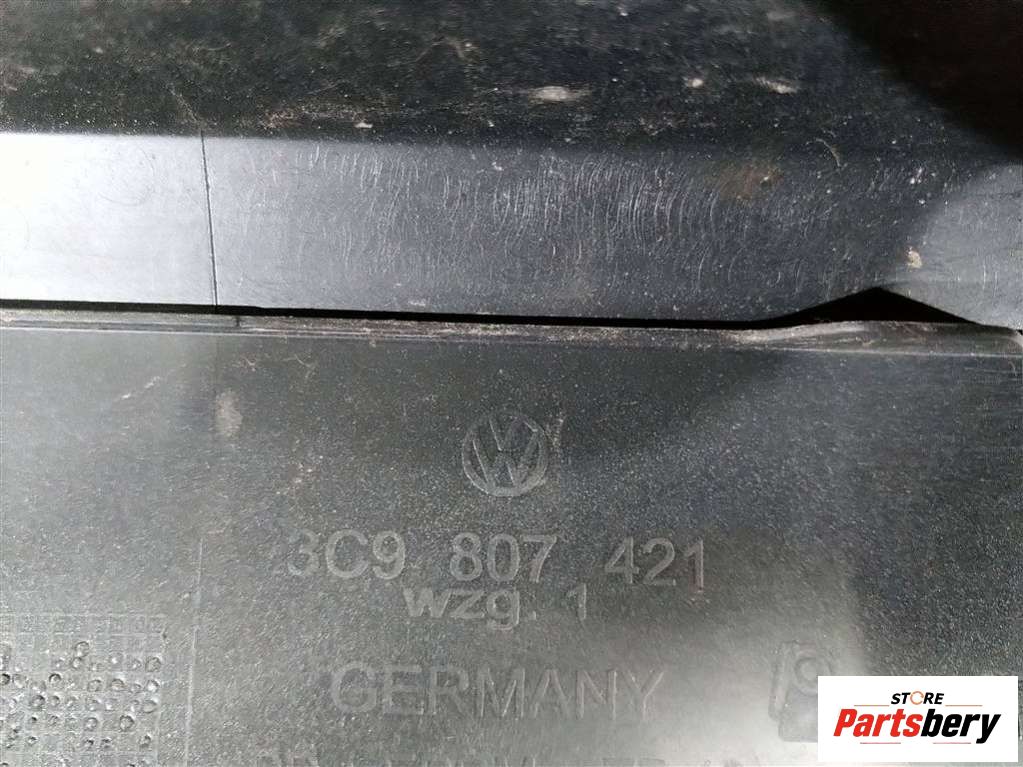 3C9 807 421
wzg. 1
GERMANY
STORE
Partsbery